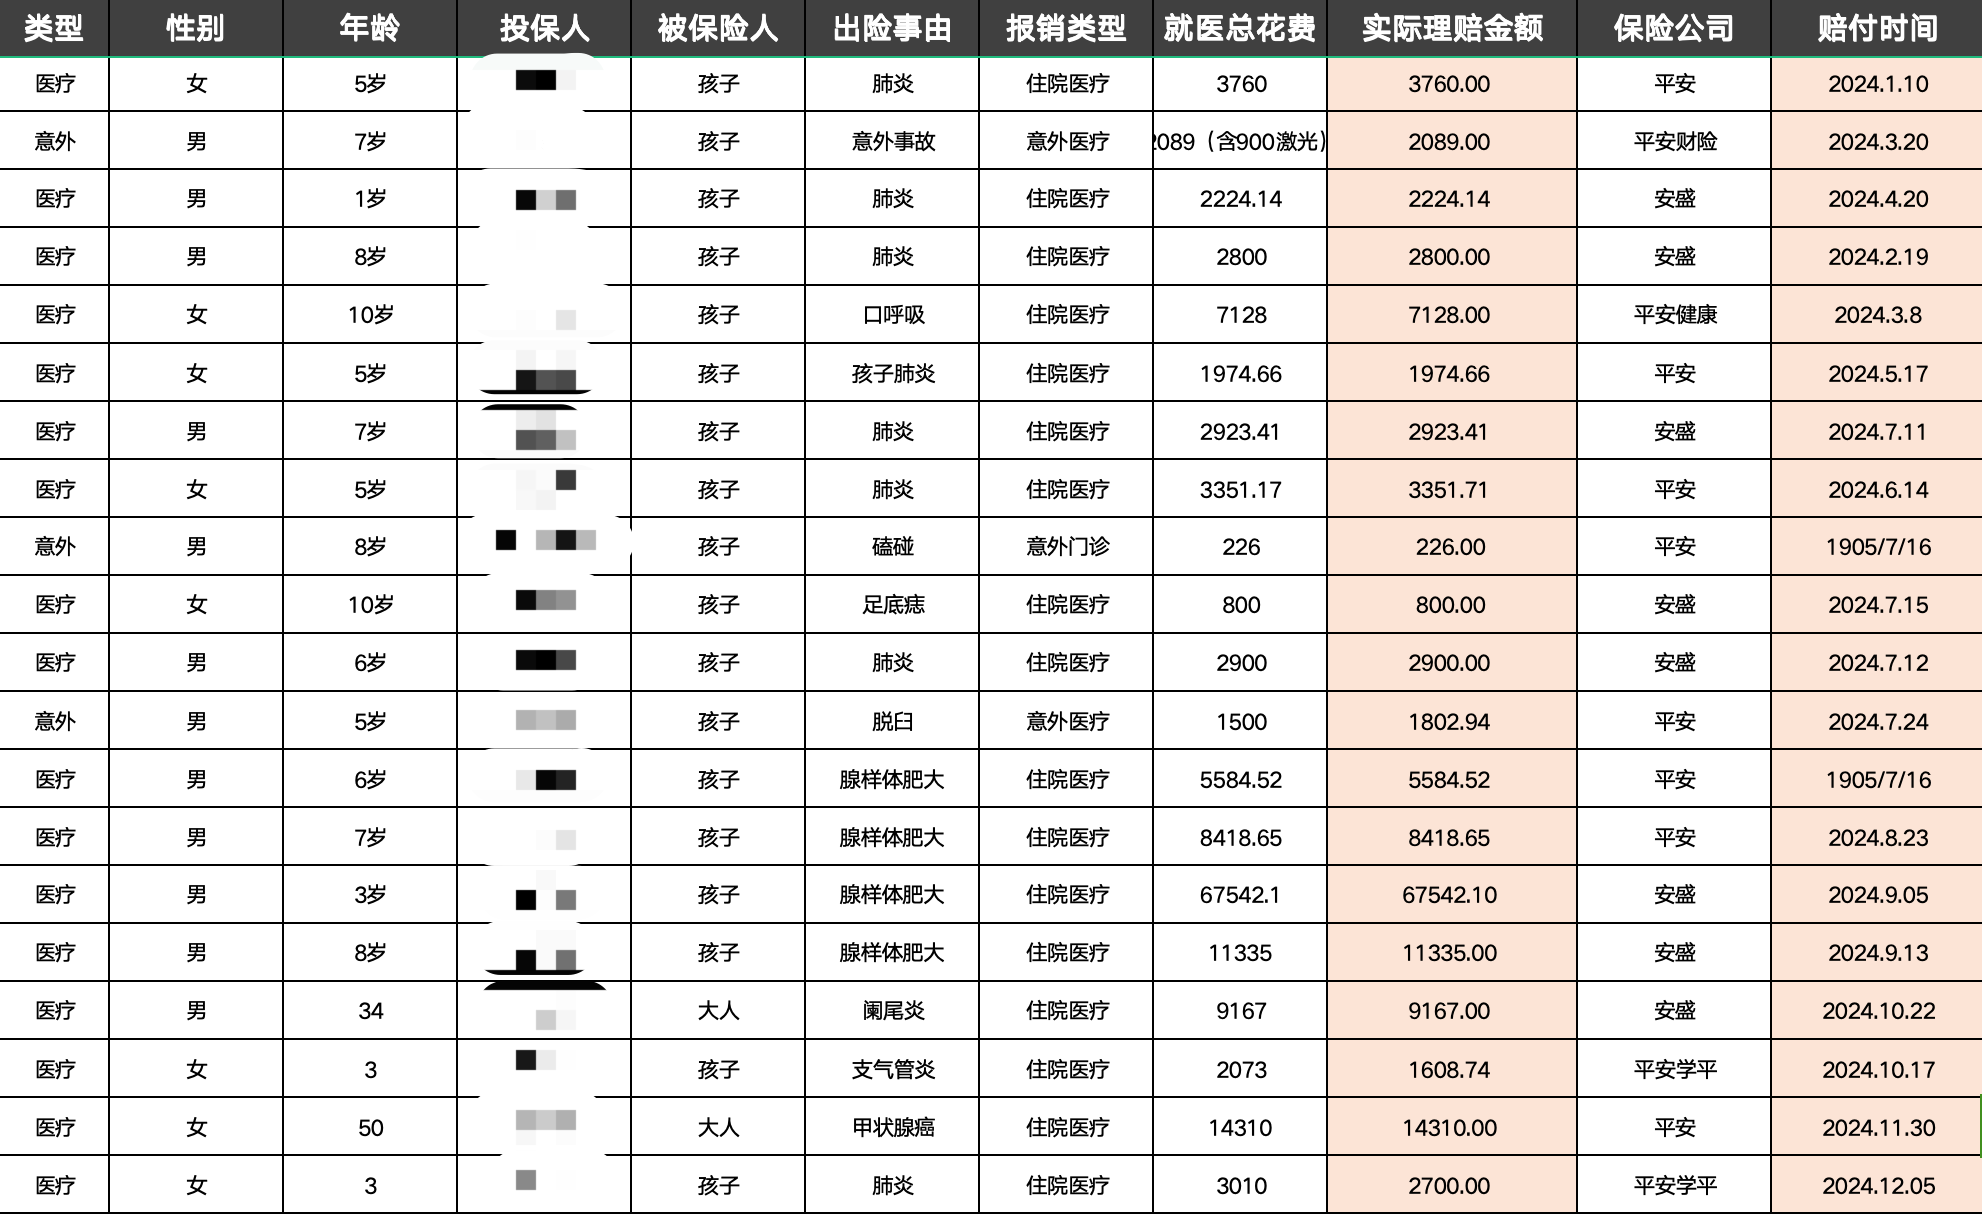 类型 性别 年龄 投保人 被保险人 出险事由 报销类型 就医总花费 实际理赔金额 保险公司 赔付时间
医疗 女 5岁 孩子 肺炎 住院医疗 3760 3760.00 平安 2024.1.10
意外 男 7岁 孩子 意外事故 意外医疗 2089（含900激光） 2089.00 平安财险 2024.3.20
医疗 男 1岁 孩子 肺炎 住院医疗 2224.14 2224.14 安盛 2024.4.20
医疗 男 8岁 孩子 肺炎 住院医疗 2800 2800.00 安盛 2024.2.19
医疗 女 10岁 孩子 口呼吸 住院医疗 7128 7128.00 平安健康 2024.3.8
医疗 女 5岁 孩子 孩子肺炎 住院医疗 1974.66 1974.66 平安 2024.5.17
医疗 男 7岁 孩子 肺炎 住院医疗 2923.41 2923.41 安盛 2024.7.11
医疗 女 5岁 孩子 肺炎 住院医疗 3351.17 3351.71 平安 2024.6.14
意外 男 8岁 孩子 磕碰 意外门诊 226 226.00 平安 1905/7/16
医疗 女 10岁 孩子 足底痣 住院医疗 800 800.00 安盛 2024.7.15
医疗 男 6岁 孩子 肺炎 住院医疗 2900 2900.00 安盛 2024.7.12
意外 男 5岁 孩子 脱臼 意外医疗 1500 1802.94 平安 2024.7.24
医疗 男 6岁 孩子 腺样体肥大 住院医疗 5584.52 5584.52 平安 1905/7/16
医疗 男 7岁 孩子 腺样体肥大 住院医疗 8418.65 8418.65 平安 2024.8.23
医疗 男 3岁 孩子 腺样体肥大 住院医疗 67542.1 67542.10 安盛 2024.9.05
医疗 男 8岁 孩子 腺样体肥大 住院医疗 11335 11335.00 安盛 2024.9.13
医疗 男 34 大人 阑尾炎 住院医疗 9167 9167.00 安盛 2024.10.22
医疗 女 3 孩子 支气管炎 住院医疗 2073 1608.74 平安学平 2024.10.17
医疗 女 50 大人 甲状腺癌 住院医疗 14310 14310.00 平安 2024.11.30
医疗 女 3 孩子 肺炎 住院医疗 3010 2700.00 平安学平 2024.12.05